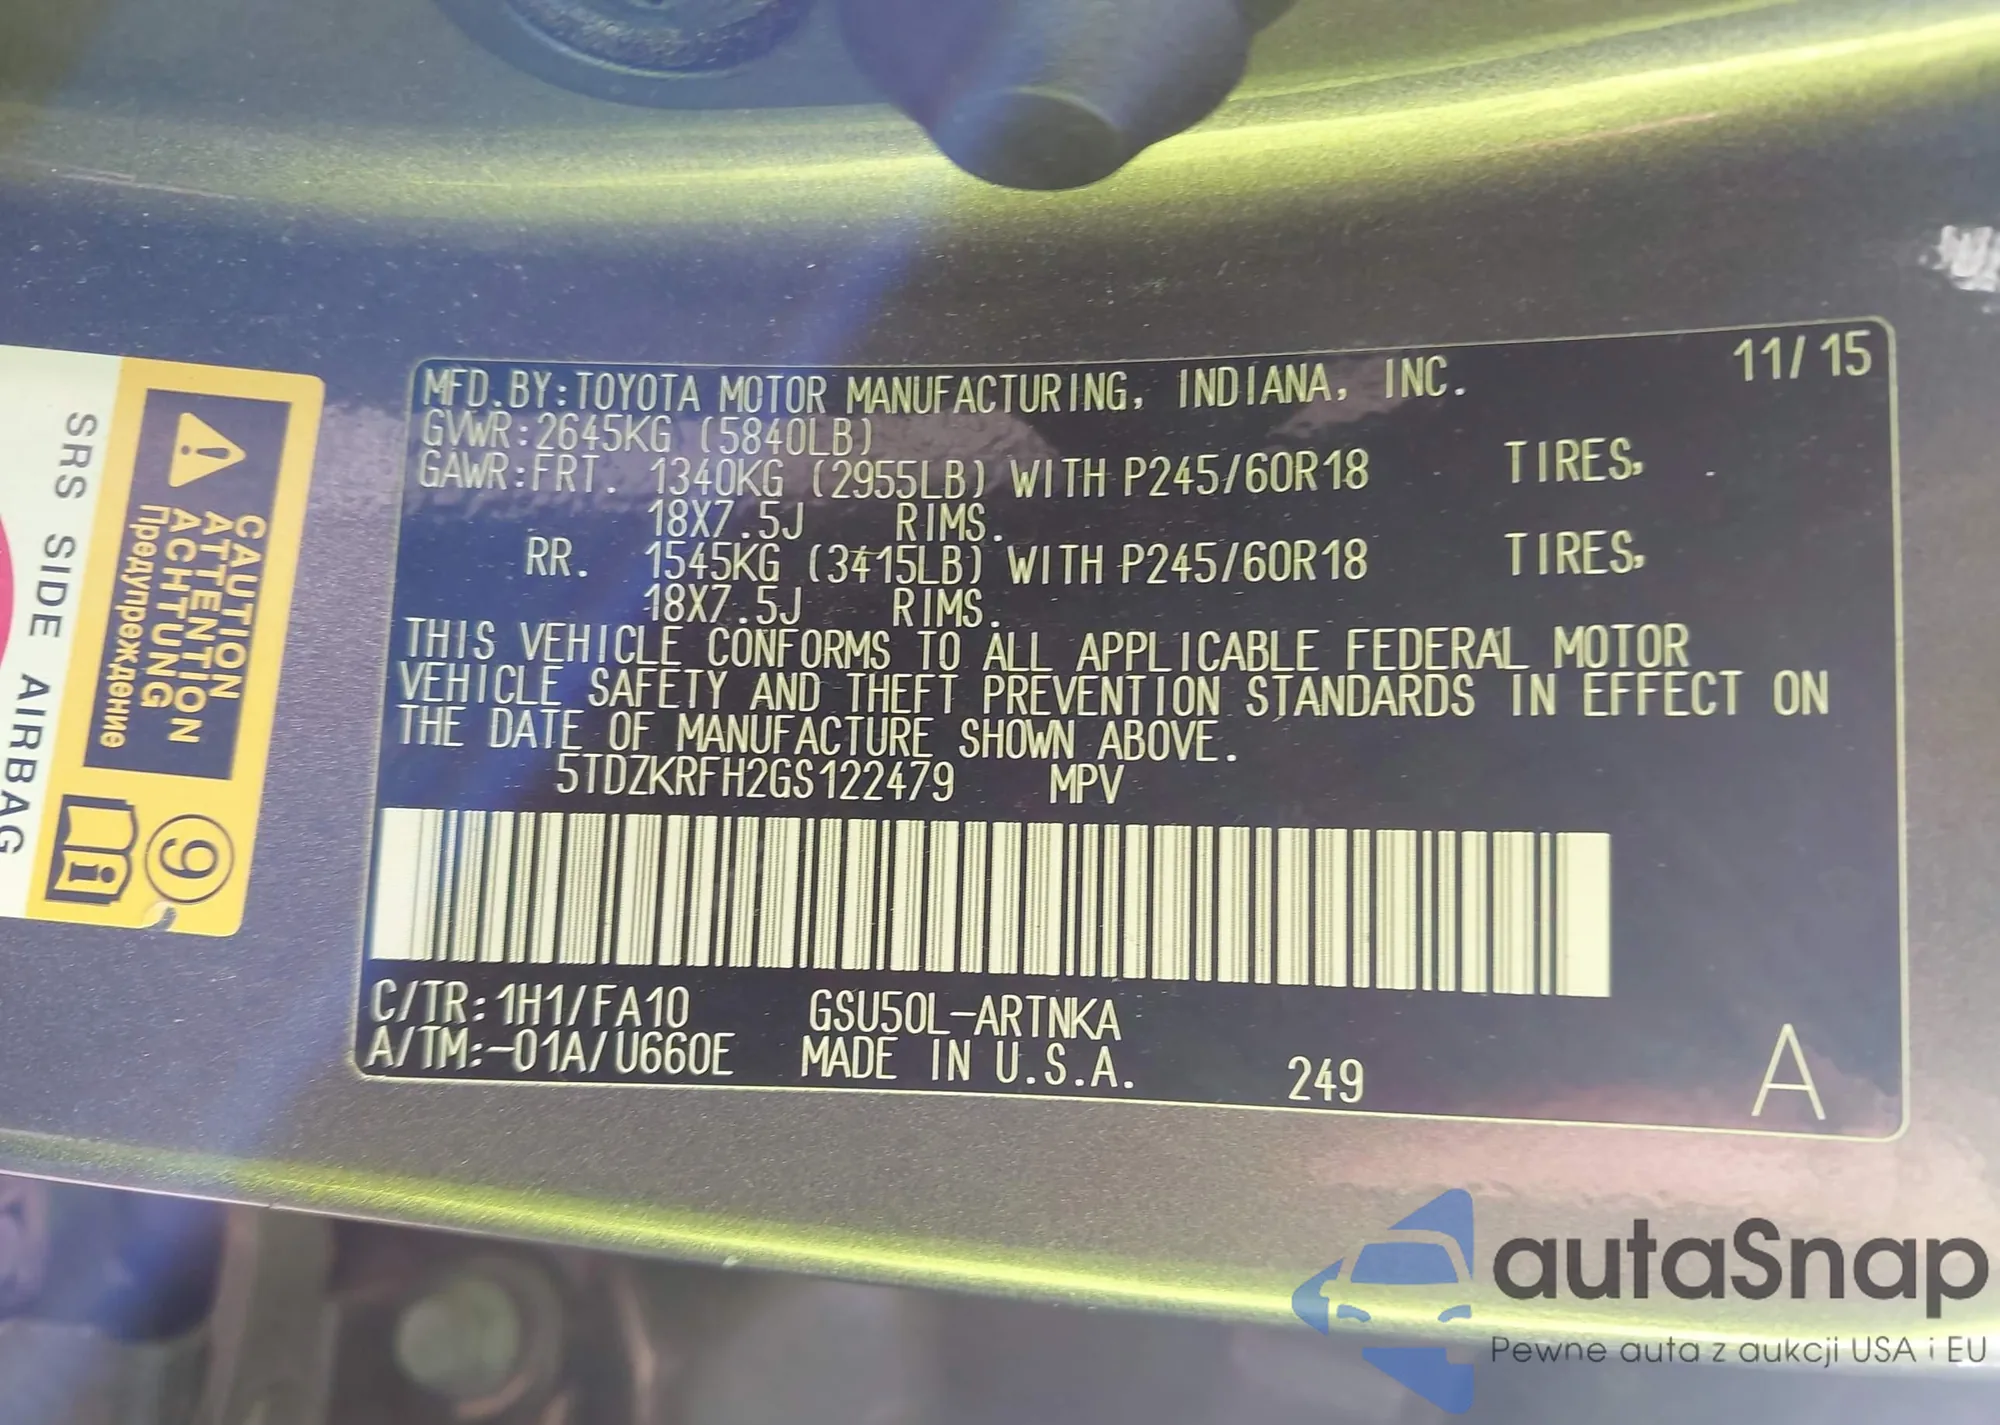 MFD.BY:TOYOTA MOTOR MANUFACTURING, INDIANA, INC. 11/15
GVWR:2645KG (5840LB)
GAWR:FRT. 1340KG (2955LB) WITH P245/60R18 TIRES,
18X7.5J RIMS.
RR. 1545KG (3415LB) WITH P245/60R18 TIRES,
18X7.5J RIMS.
THIS VEHICLE CONFORMS TO ALL APPLICABLE FEDERAL MOTOR
VEHICLE SAFETY AND THEFT PREVENTION STANDARDS IN EFFECT ON
THE DATE OF MANUFACTURE SHOWN ABOVE.
5TDZKRFH2GS122479 MPV
C/TR:1H1/FA10 GSU50L-ARTNKA
A/TM:-01A/U660E MADE IN U.S.A. 249 A
CAUTION
ATTENTION
ACHTUNG
Предупреждение
9
SRS SIDE AIRBAG
autaSnap
Pewne auta z aukcji USA i EU